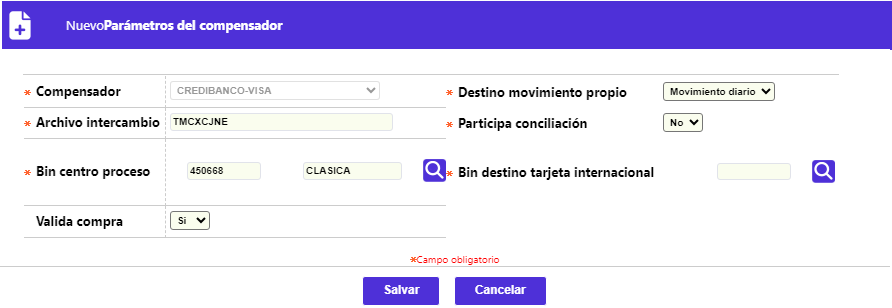 NuevoParámetros del compensador
* Compensador CREDIBANCO-VISA * Destino movimiento propio Movimiento diario
* Archivo intercambio TMCXCJNE * Participa conciliación No
* Bin centro proceso 450668 CLASICA * Bin destino tarjeta internacional
Valida compra Si
*Campo obligatorio
Salvar Cancelar